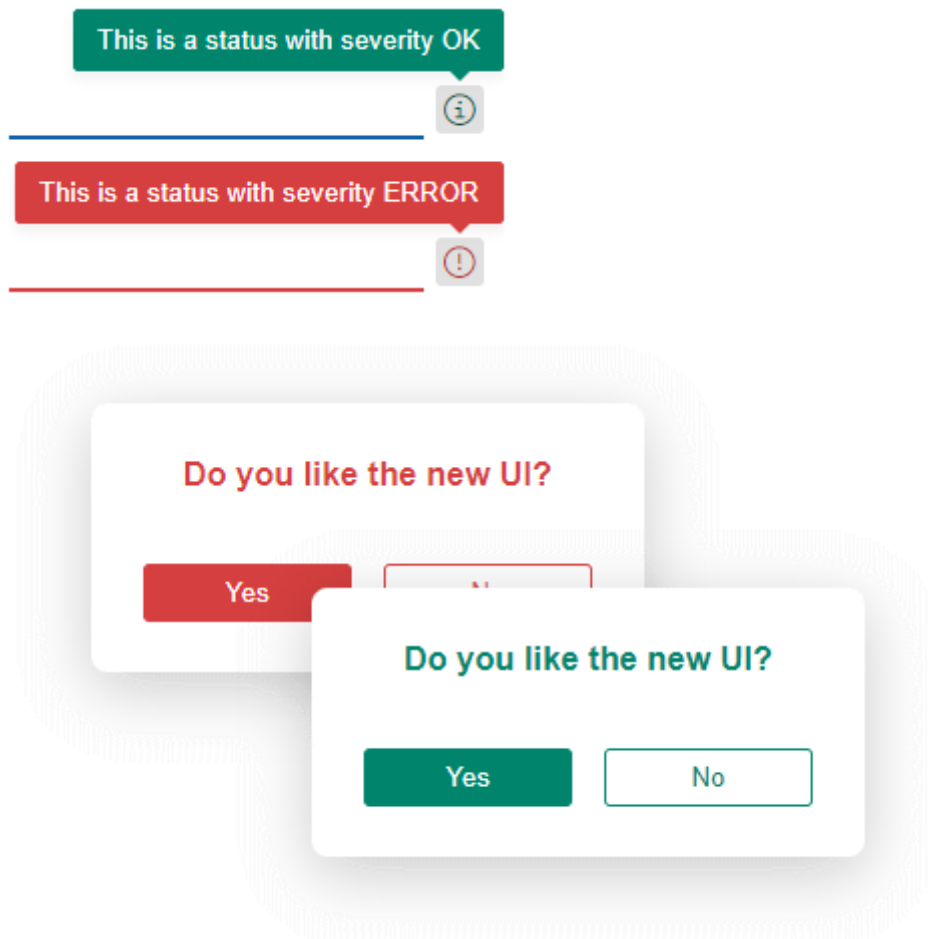 This is a status with severity OK
This is a status with severity ERROR
Do you like the new UI?
Yes
Do you like the new UI?
Yes No